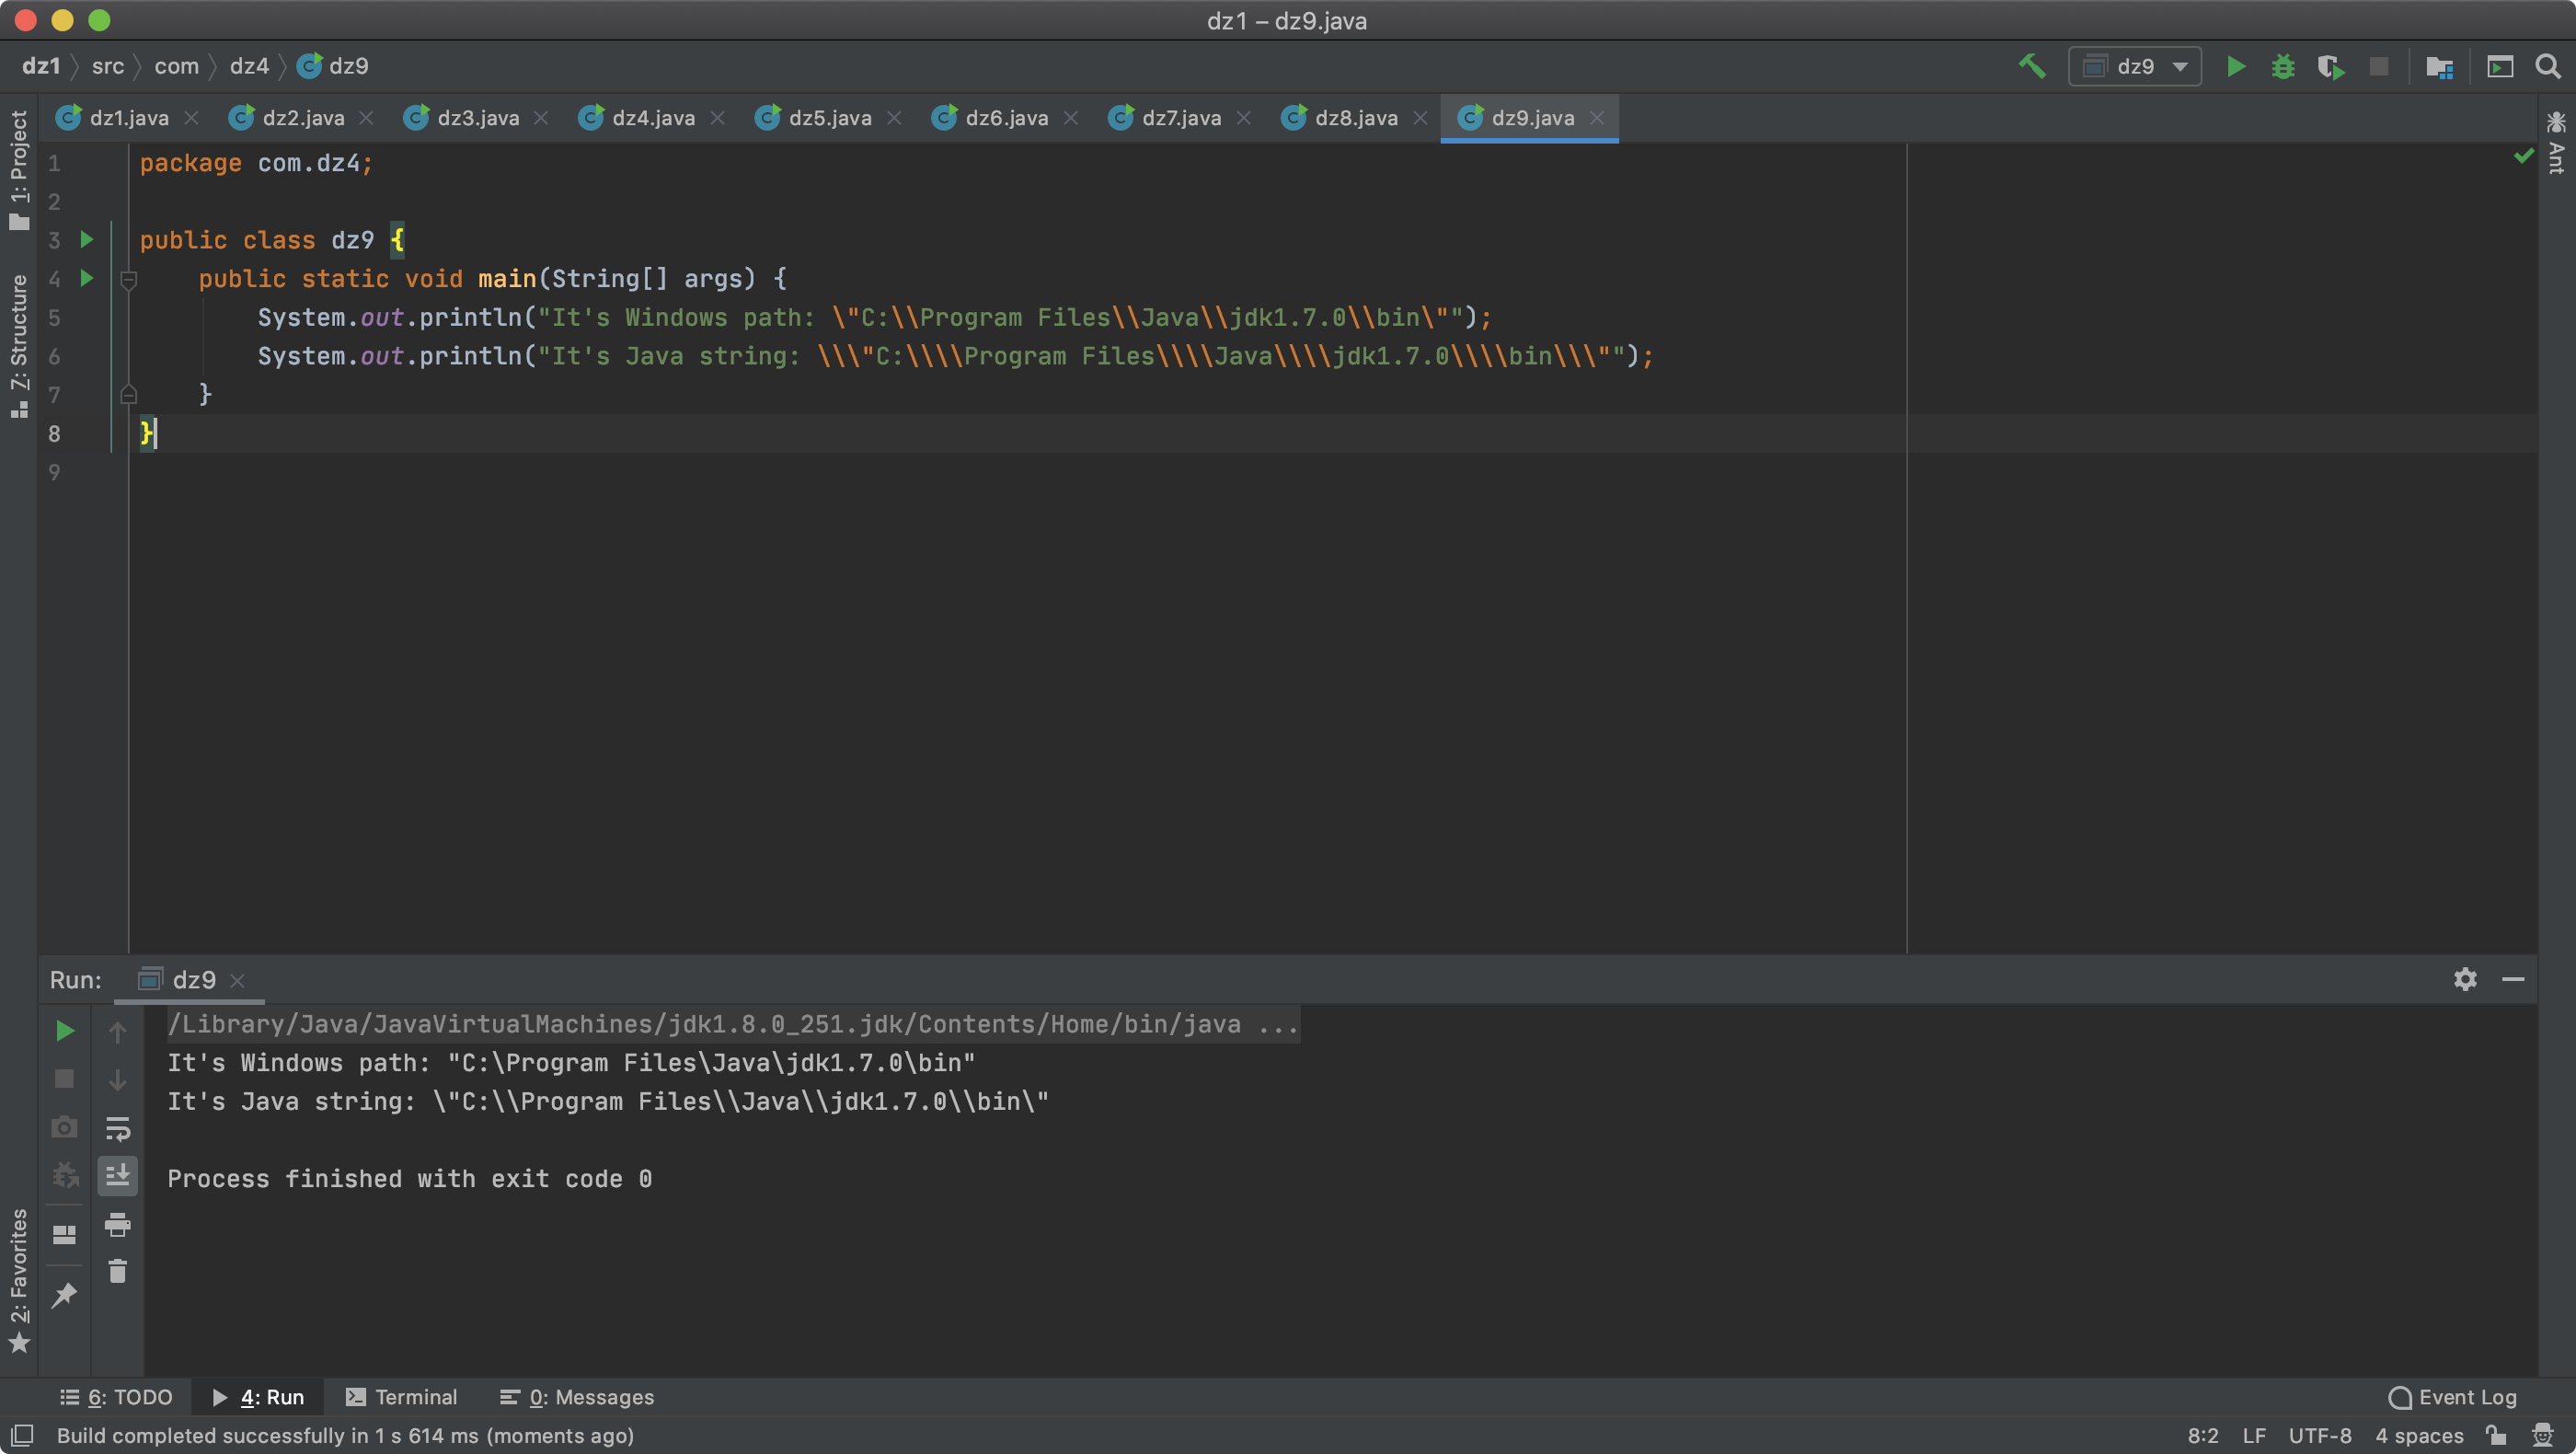 dz1 – dz9.java
dz1 src com dz4 dz9
dz9
dz1.java dz2.java dz3.java dz4.java dz5.java dz6.java dz7.java dz8.java dz9.java
1: Project
7: Structure
2: Favorites
Ant
1 package com.dz4;
2
3 public class dz9 {
4     public static void main(String[] args) {
5         System.out.println("It's Windows path: \"C:\\Program Files\\Java\\jdk1.7.0\\bin\"");
6         System.out.println("It's Java string: \\\"C:\\\\Program Files\\\\Java\\\\jdk1.7.0\\\\bin\\\"");
7     }
8 }
9
Run: dz9
/Library/Java/JavaVirtualMachines/jdk1.8.0_251.jdk/Contents/Home/bin/java ...
It's Windows path: "C:\Program Files\Java\jdk1.7.0\bin"
It's Java string: \"C:\\Program Files\\Java\\jdk1.7.0\\bin\"
Process finished with exit code 0
6: TODO 4: Run Terminal 0: Messages Event Log
Build completed successfully in 1 s 614 ms (moments ago) 8:2 LF UTF-8 4 spaces